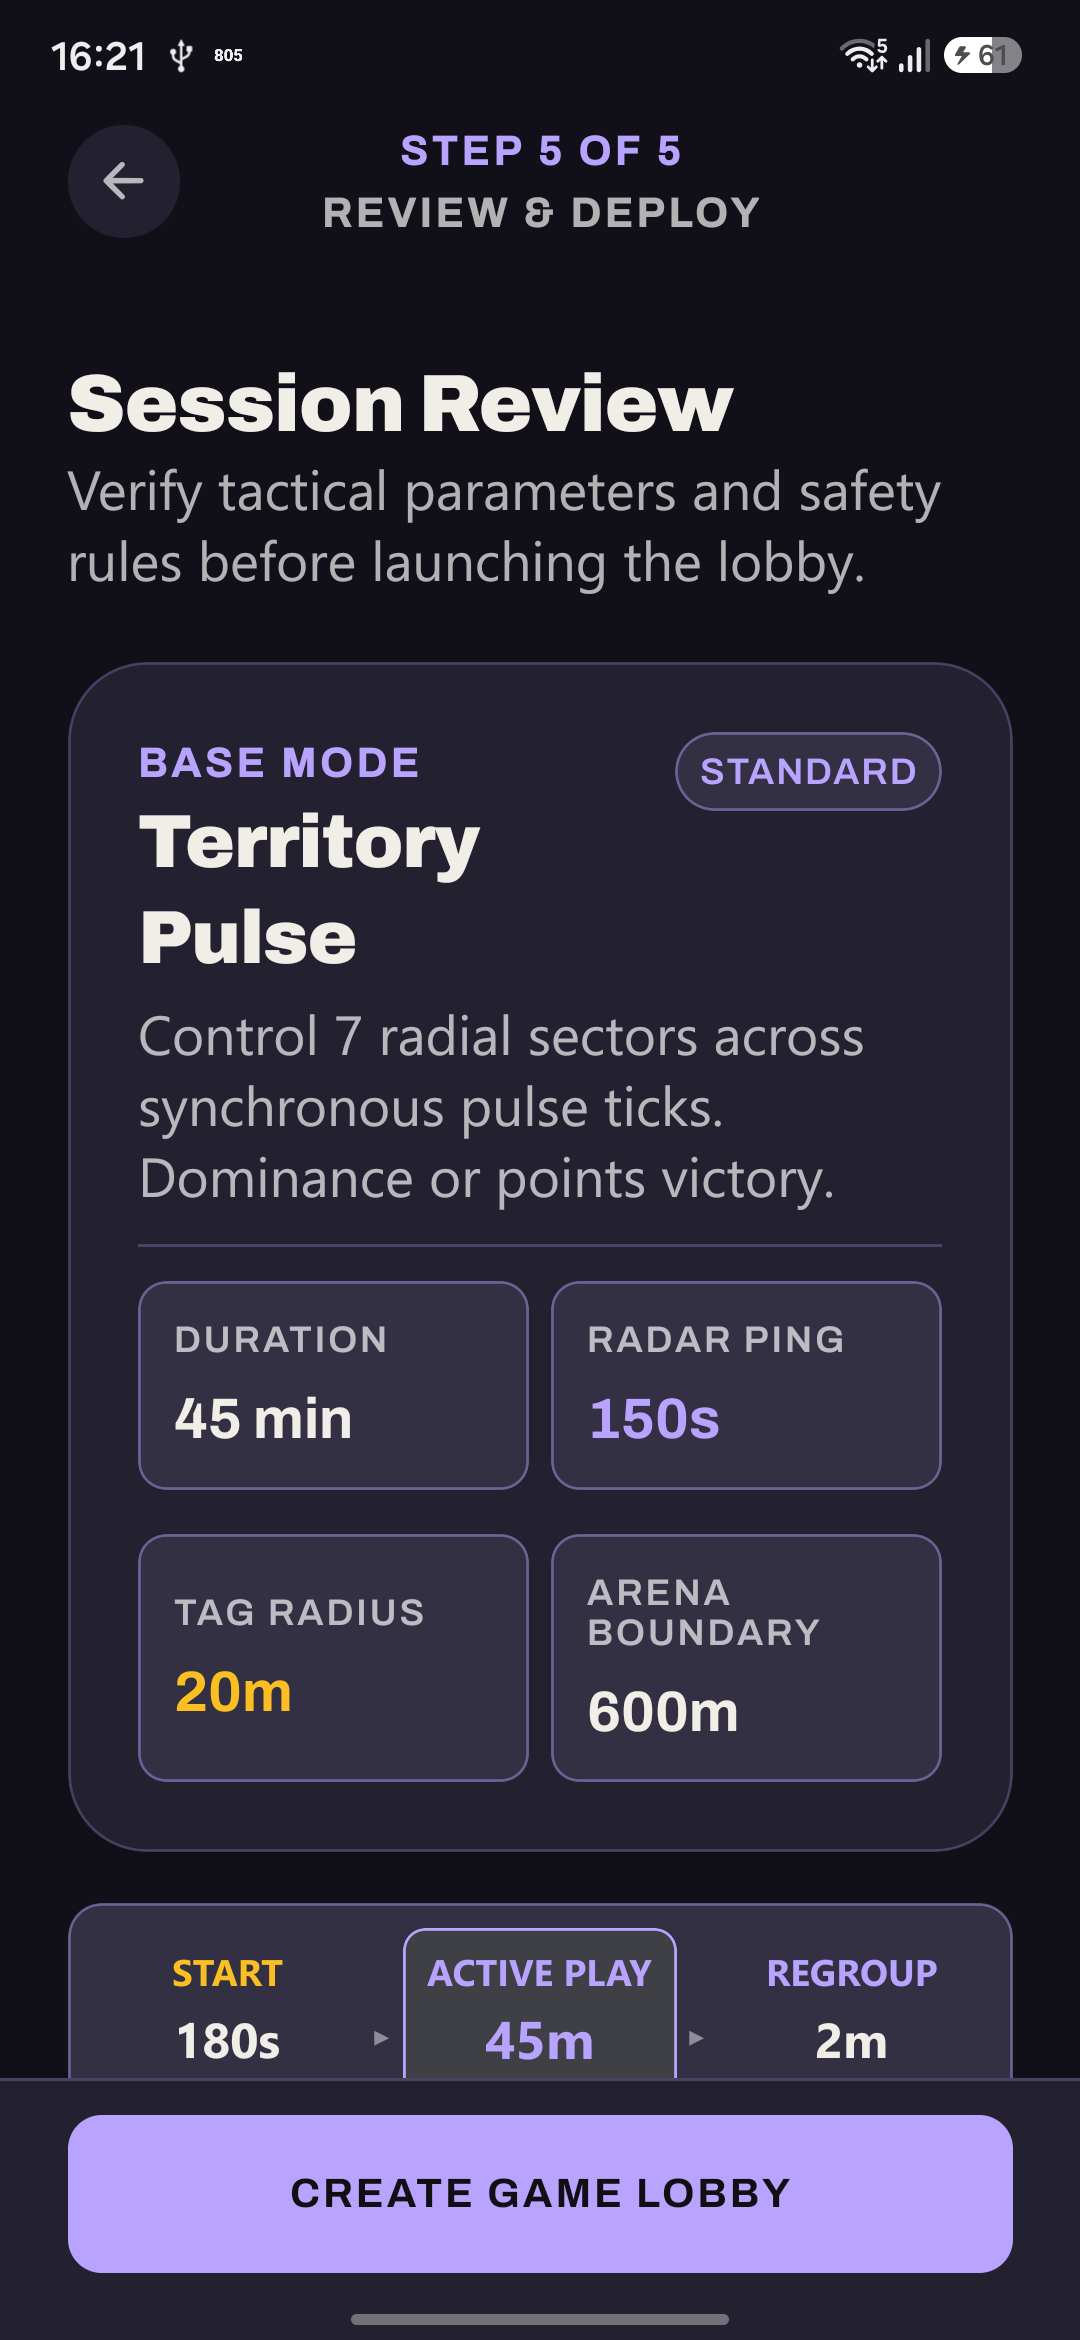 16:21 805 5 61
STEP 5 OF 5
REVIEW & DEPLOY
Session Review
Verify tactical parameters and safety
rules before launching the lobby.
BASE MODE
STANDARD
Territory
Pulse
Control 7 radial sectors across
synchronous pulse ticks.
Dominance or points victory.
DURATION
45 min
RADAR PING
150s
TAG RADIUS
20m
ARENA
BOUNDARY
600m
START
180s
ACTIVE PLAY
45m
REGROUP
2m
CREATE GAME LOBBY